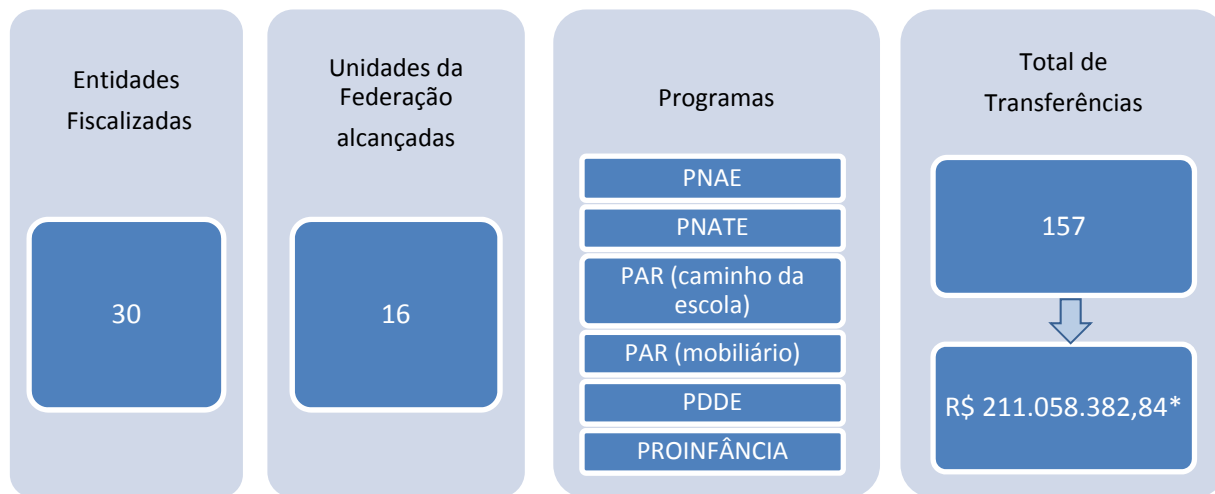 Entidades
Fiscalizadas
30
Unidades da
Federação
alcançadas
16
Programas
PNAE
PNATE
PAR (caminho da
escola)
PAR (mobiliário)
PDDE
PROINFÂNCIA
Total de
Transferências
157
R$ 211.058.382,84*